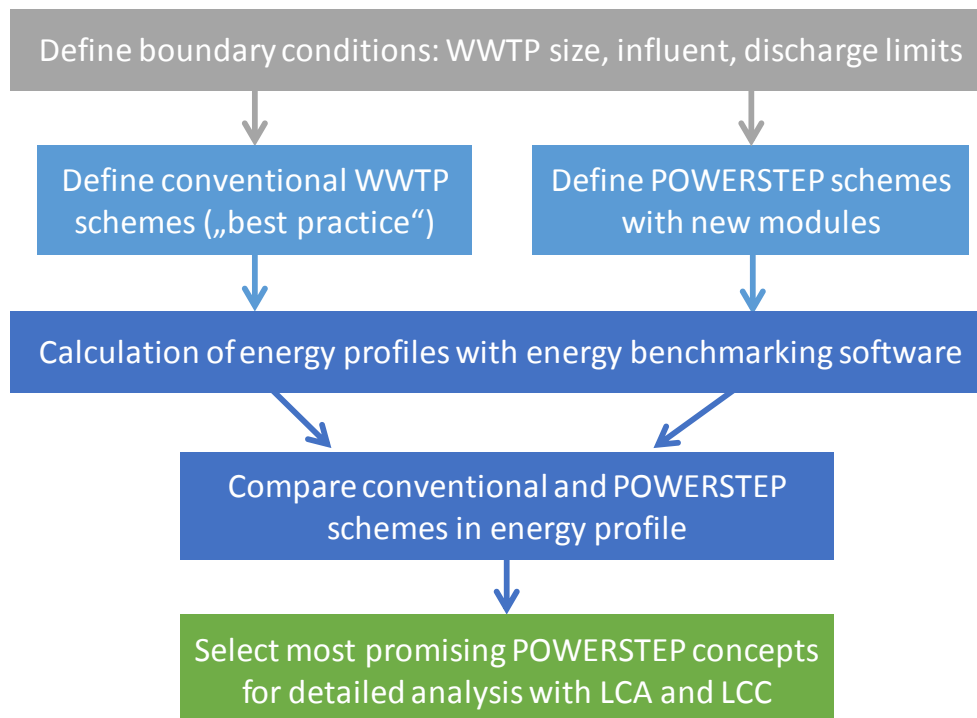 Define boundary conditions: WWTP size, influent, discharge limits
Define conventional WWTP
schemes („best practice“)
Define POWERSTEP schemes
with new modules
Calculation of energy profiles with energy benchmarking software
Compare conventional and POWERSTEP
schemes in energy profile
Select most promising POWERSTEP concepts
for detailed analysis with LCA and LCC